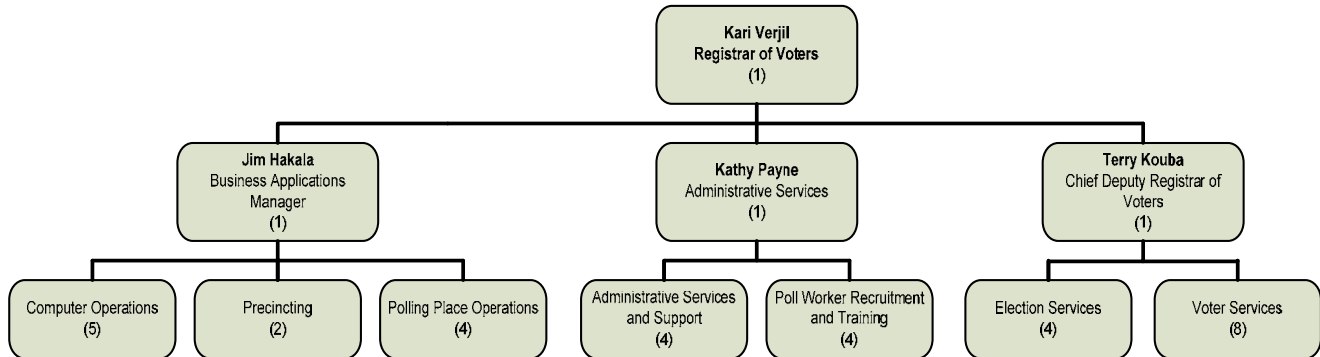 Kari Verjil
Registrar of Voters
(1)
Jim Hakala
Business Applications
Manager
(1)
Kathy Payne
Administrative Services
(1)
Terry Kouba
Chief Deputy Registrar of
Voters
(1)
Computer Operations
(5)
Precincting
(2)
Polling Place Operations
(4)
Administrative Services
and Support
(4)
Poll Worker Recruitment
and Training
(4)
Election Services
(4)
Voter Services
(8)